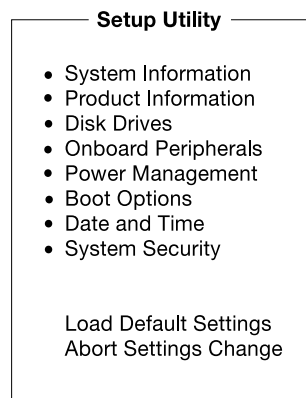 Setup Utility
• System Information
• Product Information
• Disk Drives
• Onboard Peripherals
• Power Management
• Boot Options
• Date and Time
• System Security
Load Default Settings
Abort Settings Change